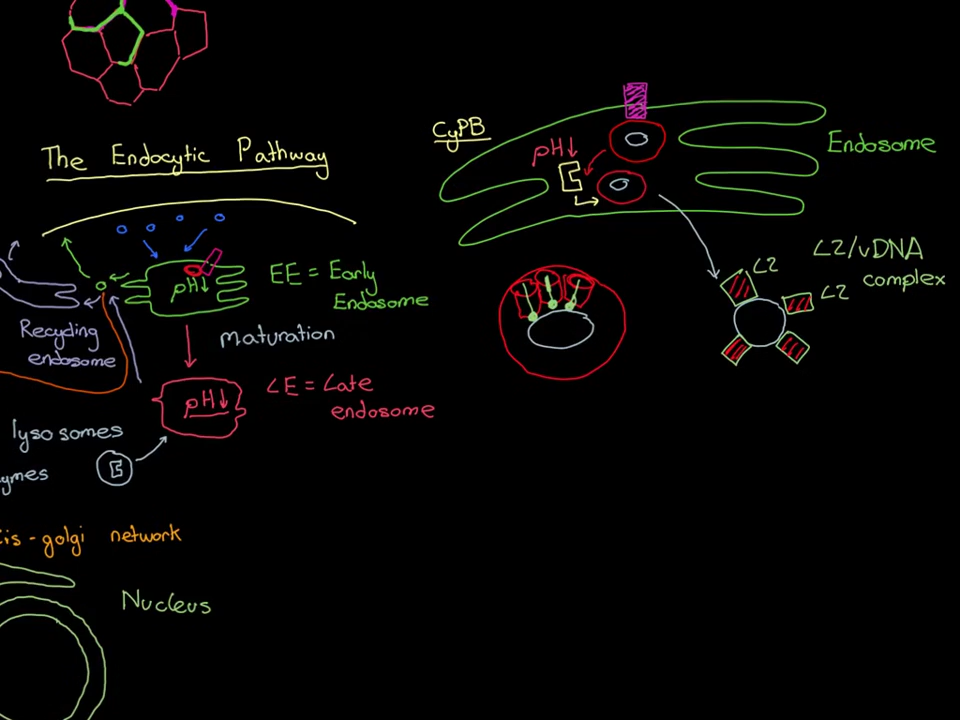 The Endocytic Pathway
CyPB
pH↓
Endosome
pH↓
EE = Early
Endosome
L2/vDNA
complex
L2
L2
Recycling
endosome
maturation
pH↓
LE = Late
endosome
lysosomes
cis-golgi network
Nucleus